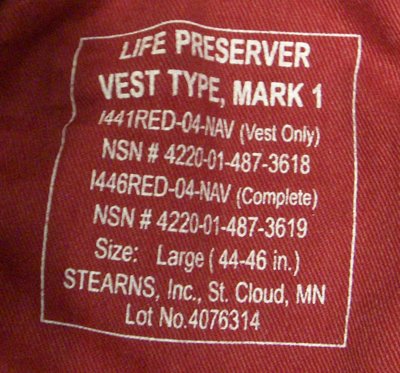 LIFE PRESERVER
VEST TYPE, MARK 1
I441RED-04-NAV (Vest Only)
NSN # 4220-01-487-3618
I446RED-04-NAV (Complete)
NSN # 4220-01-487-3619
Size: Large ( 44-46 in.)
STEARNS, Inc., St. Cloud, MN
Lot No.4076314